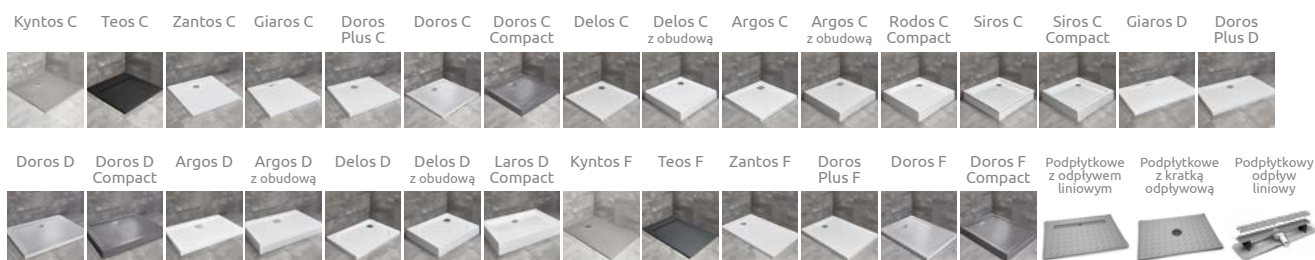 Kyntos C
Teos C
Zantos C
Giaros C
Doros
Plus C
Doros C
Doros C
Compact
Delos C
Delos C
z obudową
Argos C
Argos C
z obudową
Rodos C
Compact
Siros C
Siros C
Compact
Giaros D
Doros
Plus D
Doros D
Doros D
Compact
Argos D
Argos D
z obudową
Delos D
Delos D
z obudową
Laros D
Compact
Kyntos F
Teos F
Zantos F
Doros
Plus F
Doros F
Doros F
Compact
Podpłytkowe
z odpływem
liniowym
Podpłytkowe
z kratką
odpływową
Podpłytkowy
odpływ
liniowy